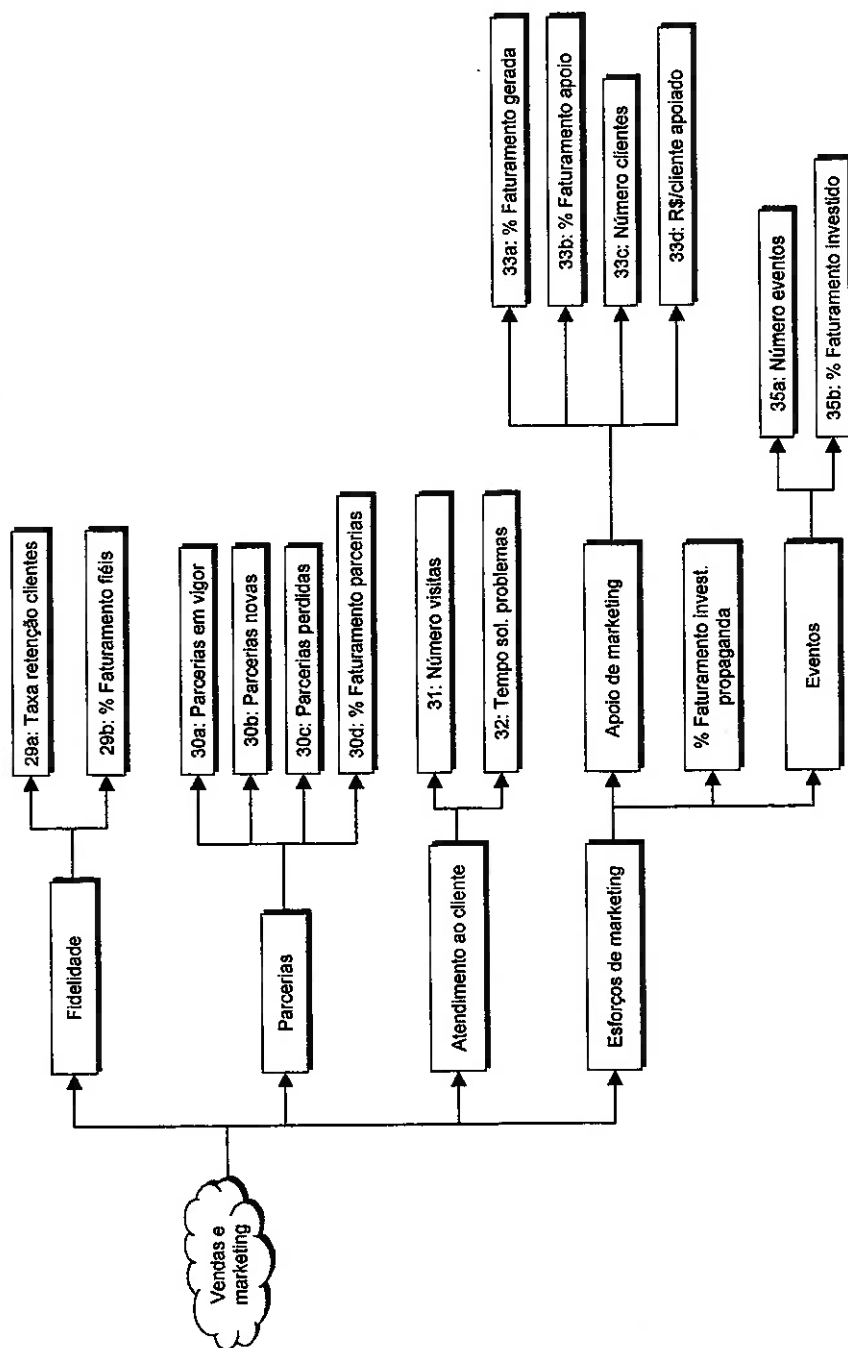 Vendas e
marketing
Fidelidade
29a: Taxa retenção clientes
29b: % Faturamento fiéis
Parcerias
30a: Parcerias em vigor
30b: Parcerias novas
30c: Parcerias perdidas
30d: % Faturamento parcerias
Atendimento ao cliente
31: Número visitas
32: Tempo sol. problemas
Esforços de marketing
Apoio de marketing
33a: % Faturamento gerada
33b: % Faturamento apoio
33c: Número clientes
33d: R$/cliente apoiado
% Faturamento invest.
propaganda
Eventos
35a: Número eventos
35b: % Faturamento investido